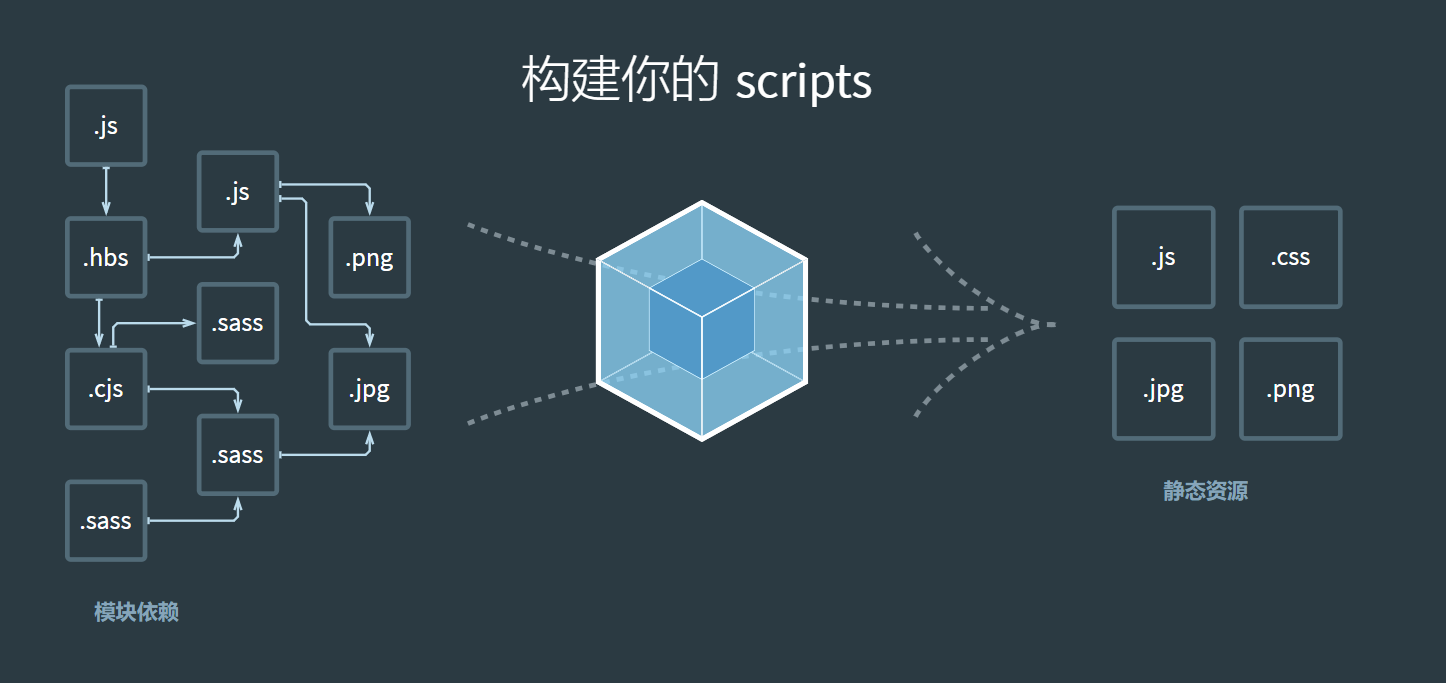 构建你的 scripts
.js
.js
.hbs
.png
.sass
.cjs
.jpg
.sass
.sass
模块依赖
.js
.css
.jpg
.png
静态资源